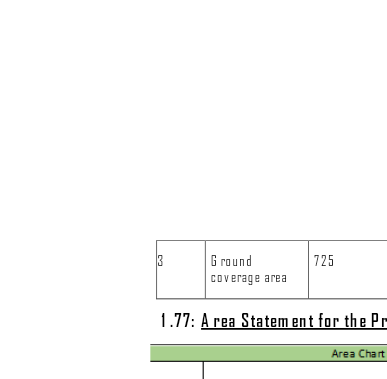 3 Ground 725
coverage area
1.77: Area Statement for the Pr
Area Chart